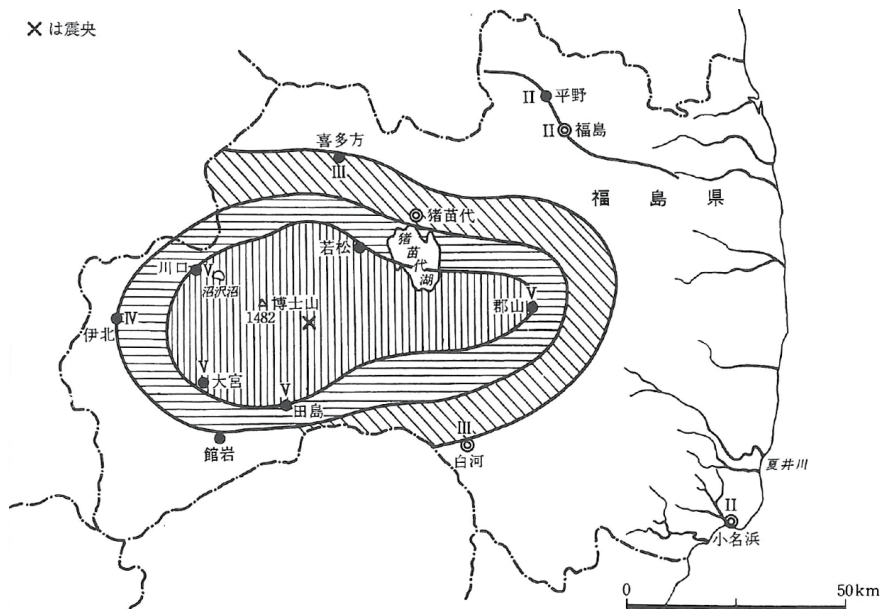 ×は震央
II 平野
II 福島
喜多方
III
福島県
猪苗代
若松
猪苗代湖
川口 V
沼沢沼
博士山
1482
V
郡山
IV
伊北
V
大宮
V
田島
館岩
III
白河
夏井川
II
小名浜
0 50km